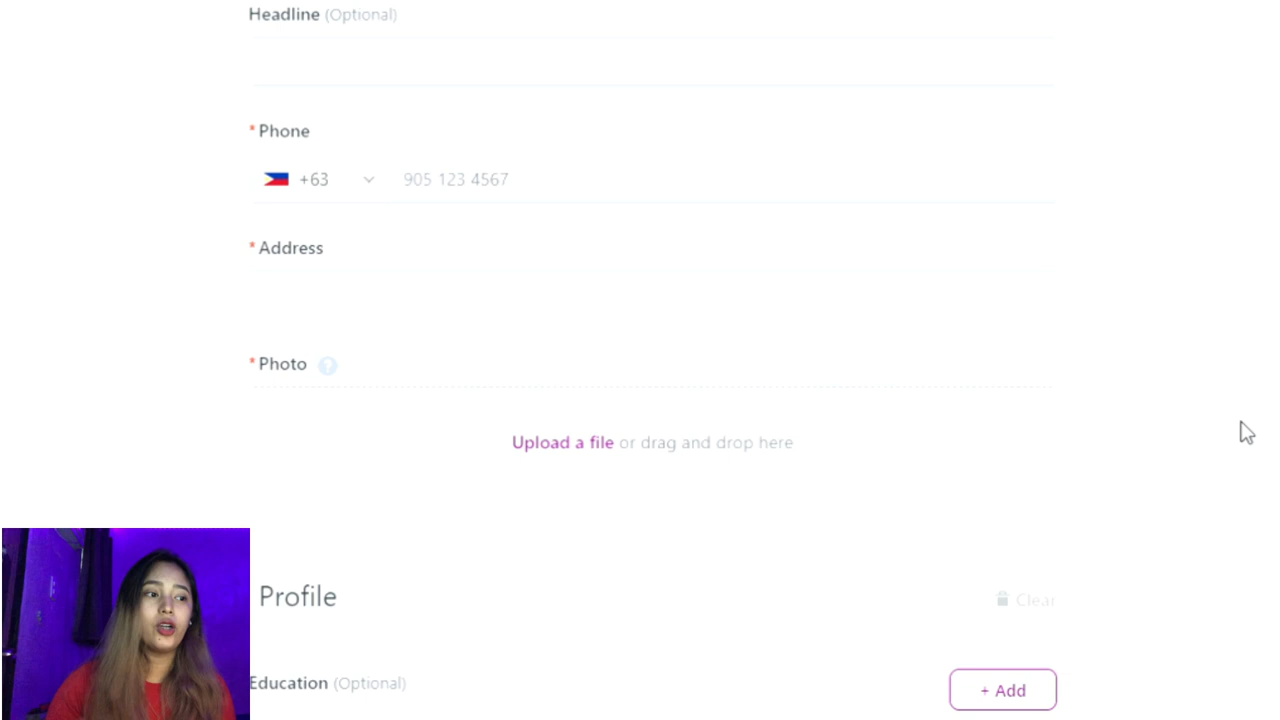 Headline (Optional)
* Phone
+63 905 123 4567
* Address
* Photo ?
Upload a file or drag and drop here
Profile
Clear
Education (Optional)
+ Add